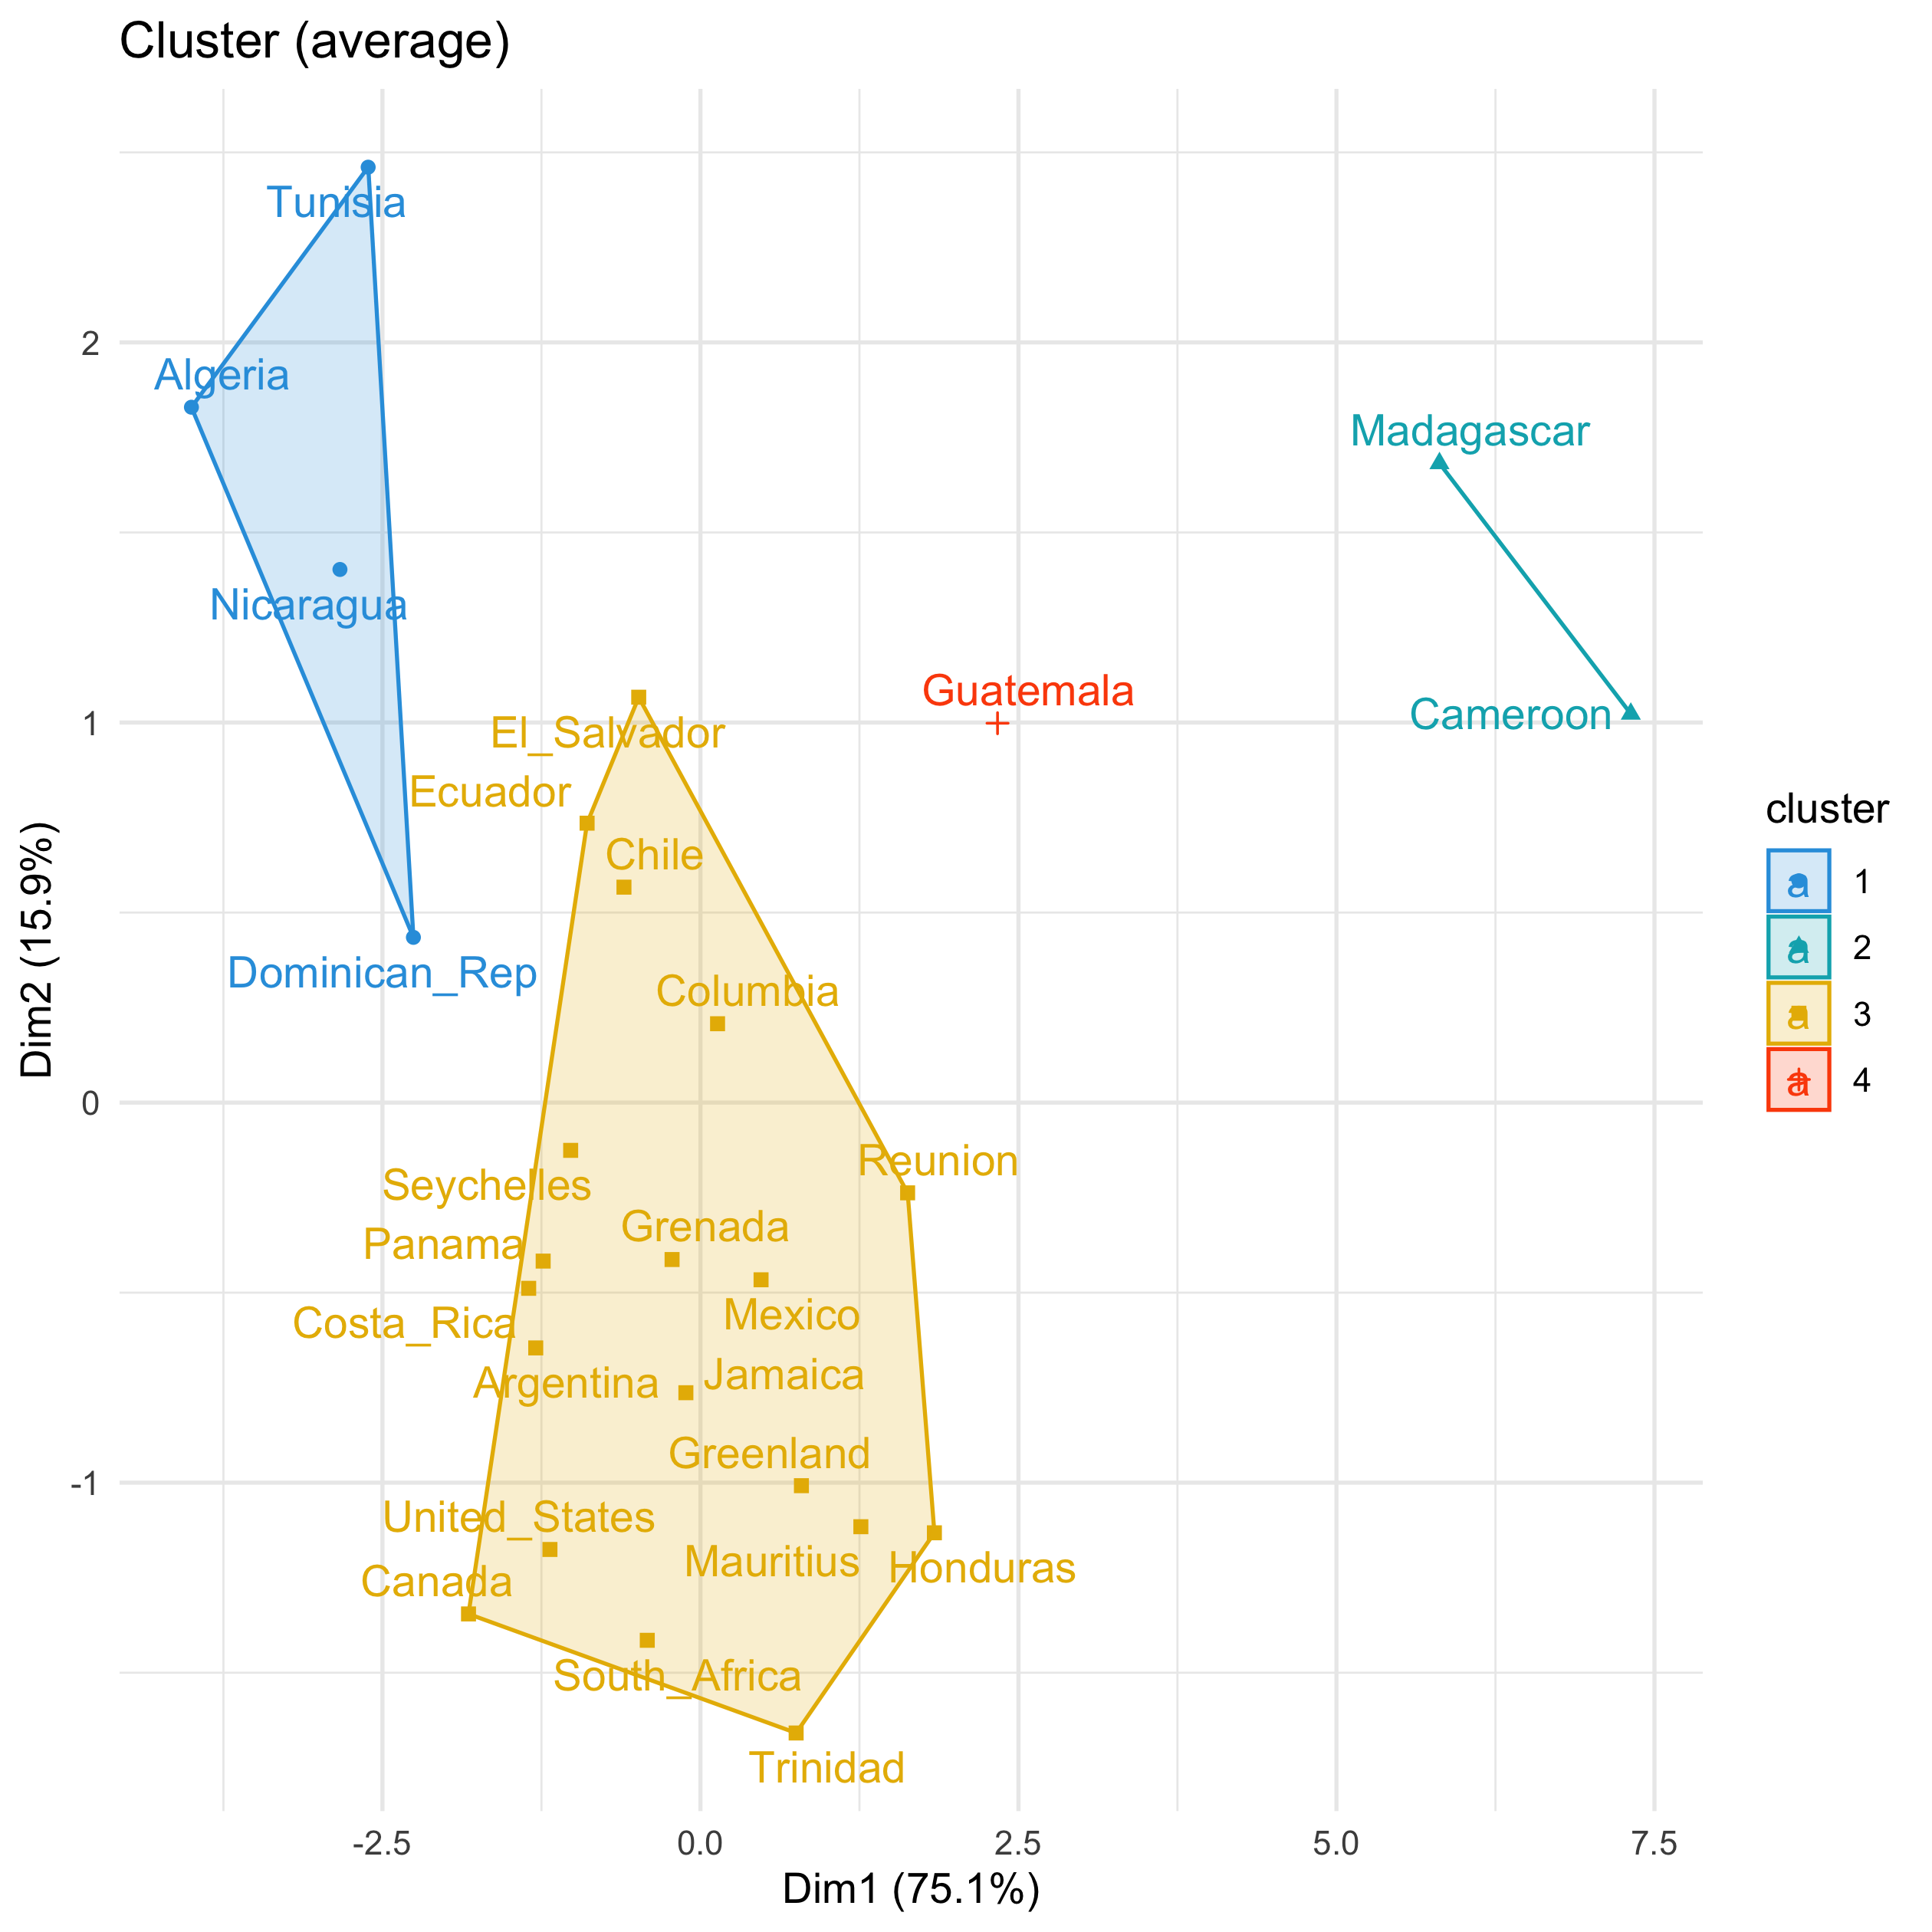 Cluster (average)
Tunisia
2
Algeria
Madagascar
Nicaragua
Guatemala
Cameroon
1
El_Salvador
Ecuador
Chile
Dominican_Rep
Columbia
0
Reunion
Seychelles
Grenada
Panama
Costa_Rica
Mexico
Argentina
Jamaica
Greenland
-1
United_States
Mauritius
Honduras
Canada
South_Africa
Trinidad
-2.5
0.0
2.5
5.0
7.5
Dim1 (75.1%)
Dim2 (15.9%)
cluster
a 1
a 2
a 3
a 4